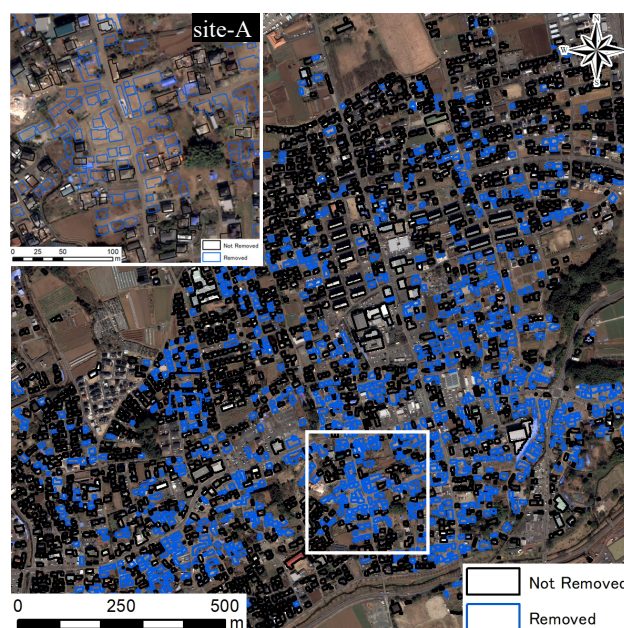 site-A
N
W
E
S
0 25 50 100
m
Not Removed
Removed
0 250 500
m
Not Removed
Removed